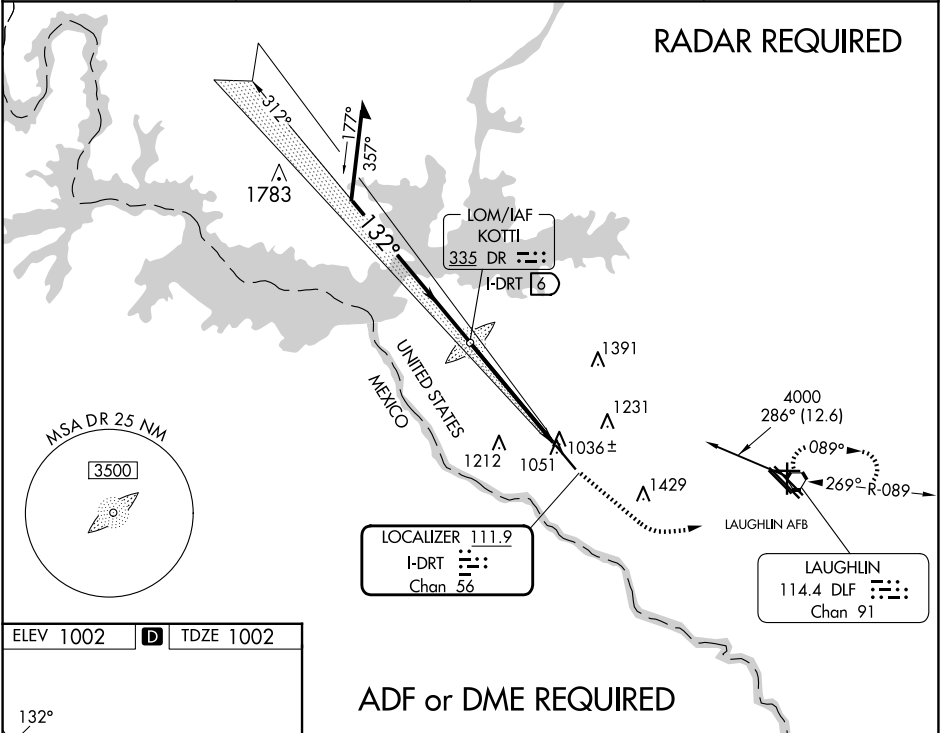 RADAR REQUIRED
312°
177°
357°
1783
132°
LOM/IAF
KOTTI
335 DR
I-DRT 6
1391
UNITED STATES
MEXICO
1231
4000
286° (12.6)
MSA DR 25 NM
3500
1212
1051
1036±
089°
269°
R-089
1429
LAUGHLIN AFB
LOCALIZER 111.9
I-DRT
Chan 56
LAUGHLIN
114.4 DLF
Chan 91
ELEV 1002 D TDZE 1002
ADF or DME REQUIRED
132°